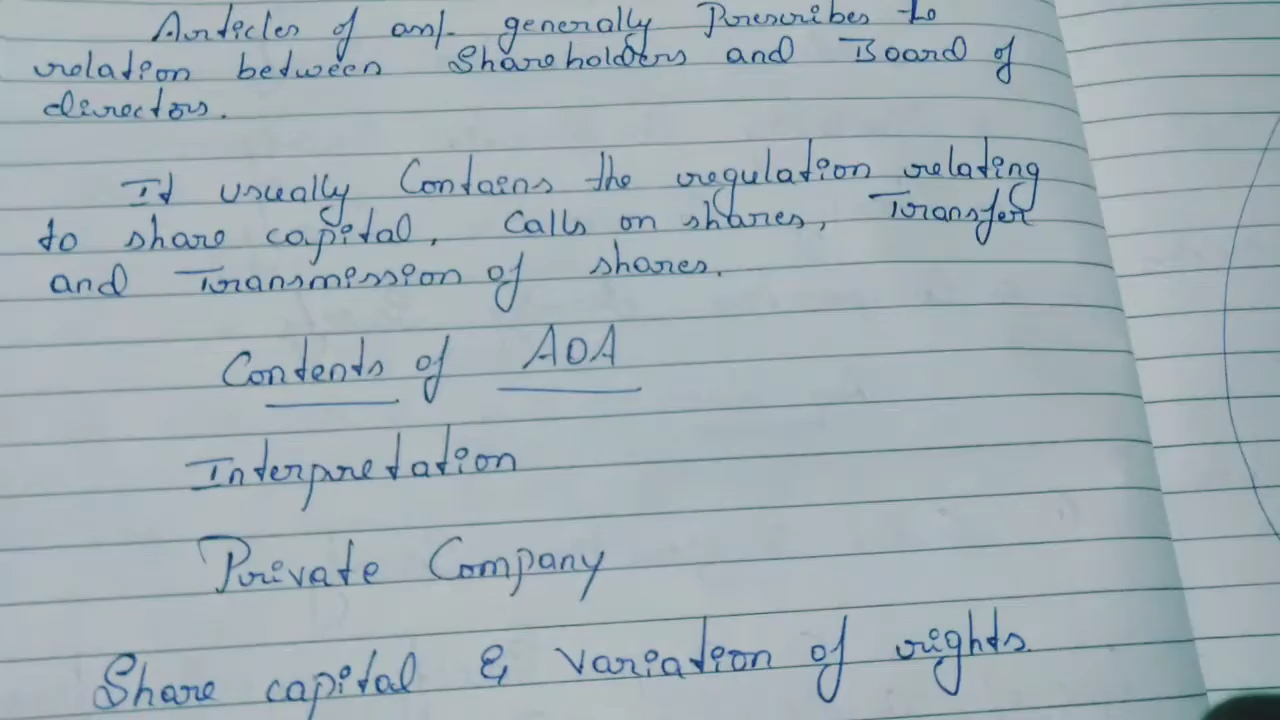 Articles of am/- generally Prescribes to
relation between Shareholders and Board of
directors.
It usually Contains the regulation relating
to share capital, Calls on shares, Transfer
and Transmission of shares.
Contents of AOA
Interpretation
Private Company
Share capital & variation of rights.